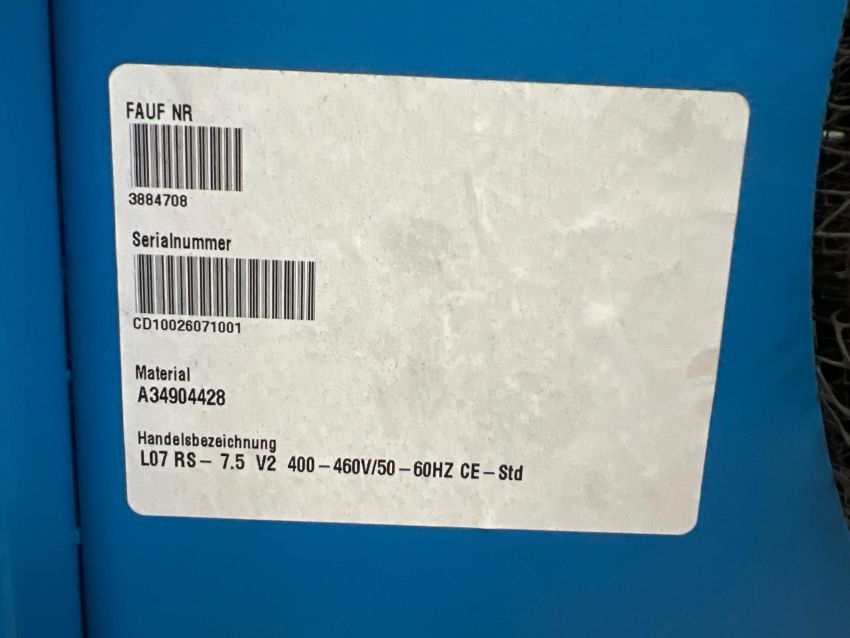 FAUF NR
3884708
Serialnummer
CD10026071001
Material
A34904428
Handelsbezeichnung
L07 RS- 7.5 V2 400-460V/50-60HZ CE-Std